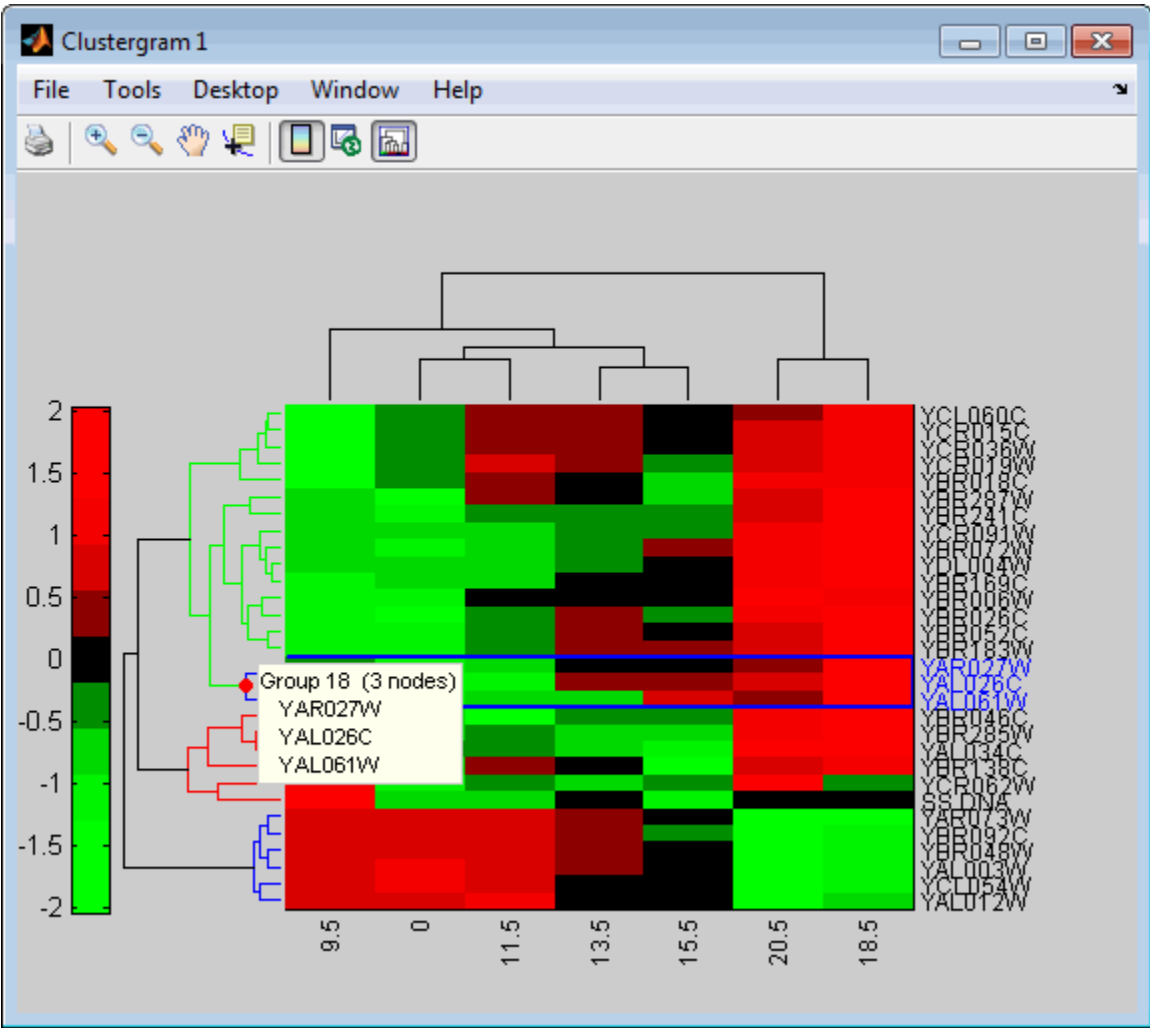 Clustergram 1
File Tools Desktop Window Help
2
1.5
1
0.5
0
-0.5
-1
-1.5
-2
Group 18 (3 nodes)
YAR027W
YAL026C
YAL061W
YCL060C
YCR015C
YCR036W
YCR019W
YBR018C
YBR287W
YBR241C
YCR091W
YBR072W
YDL004W
YBR169C
YBR006W
YBR026C
YBR052C
YBR183W
YAR027W
YAL026C
YAL061W
YBR046C
YBR285W
YAL034C
YBR138C
YCR062W
SS DNA
YAR073W
YBR092C
YBR048W
YAL003W
YCL054W
YAL012W
9.5
0
11.5
13.5
15.5
20.5
18.5